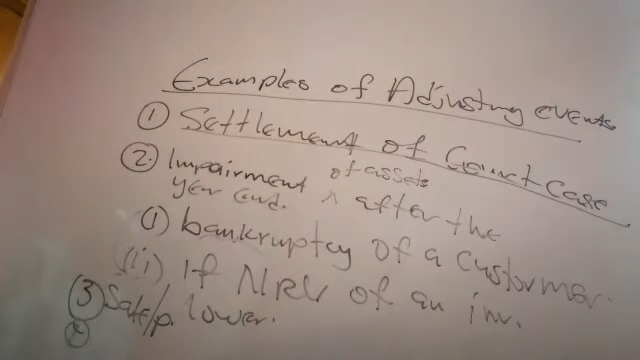 Examples of Adjusting events
① Settlement of Court Case
② Impairment of assets after the
year end.
(i) bankruptcy of a custormer.
(ii) If NRV of an inv.
③ Sale/p. lower.